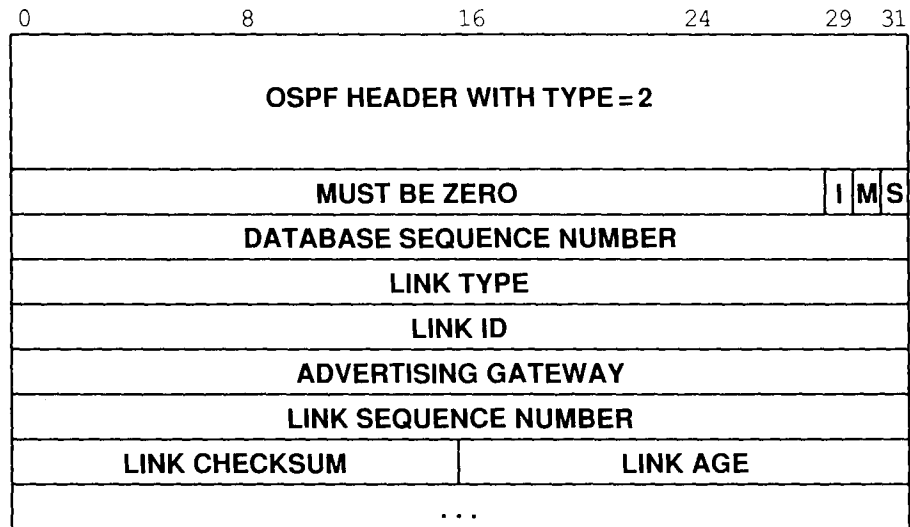 0 8 16 24 29 31
OSPF HEADER WITH TYPE = 2
MUST BE ZERO I M S
DATABASE SEQUENCE NUMBER
LINK TYPE
LINK ID
ADVERTISING GATEWAY
LINK SEQUENCE NUMBER
LINK CHECKSUM LINK AGE
. . .